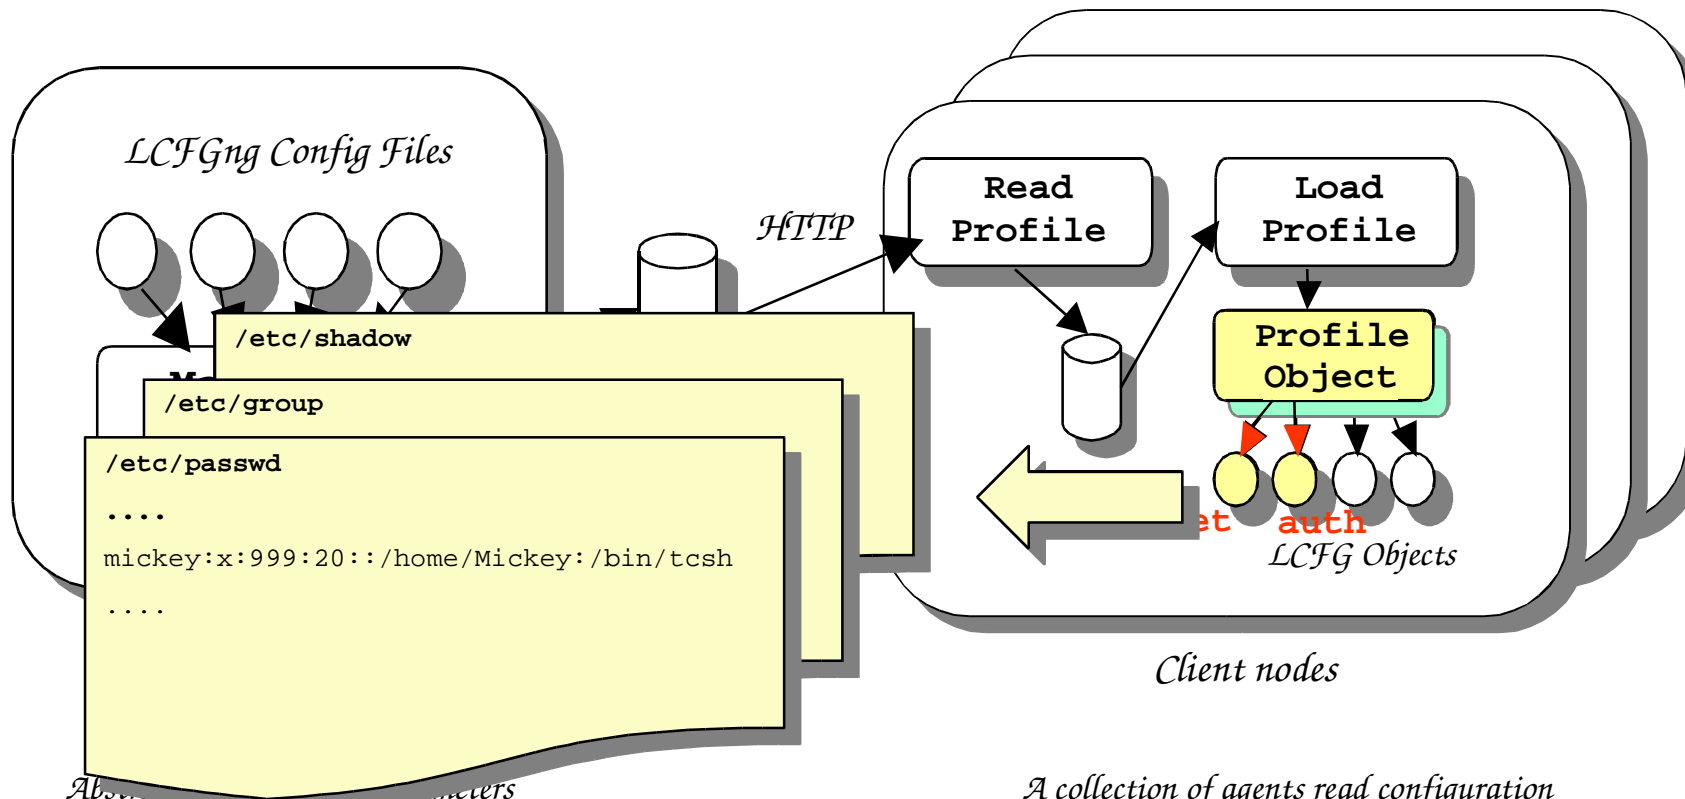 LCFGng Config Files
HTTP
Read
Profile
Load
Profile
Profile
Object
/etc/shadow
/etc/group
/etc/passwd
....
mickey:x:999:20::/home/Mickey:/bin/tcsh
....
auth
LCFG Objects
Client nodes
A collection of agents read configuration